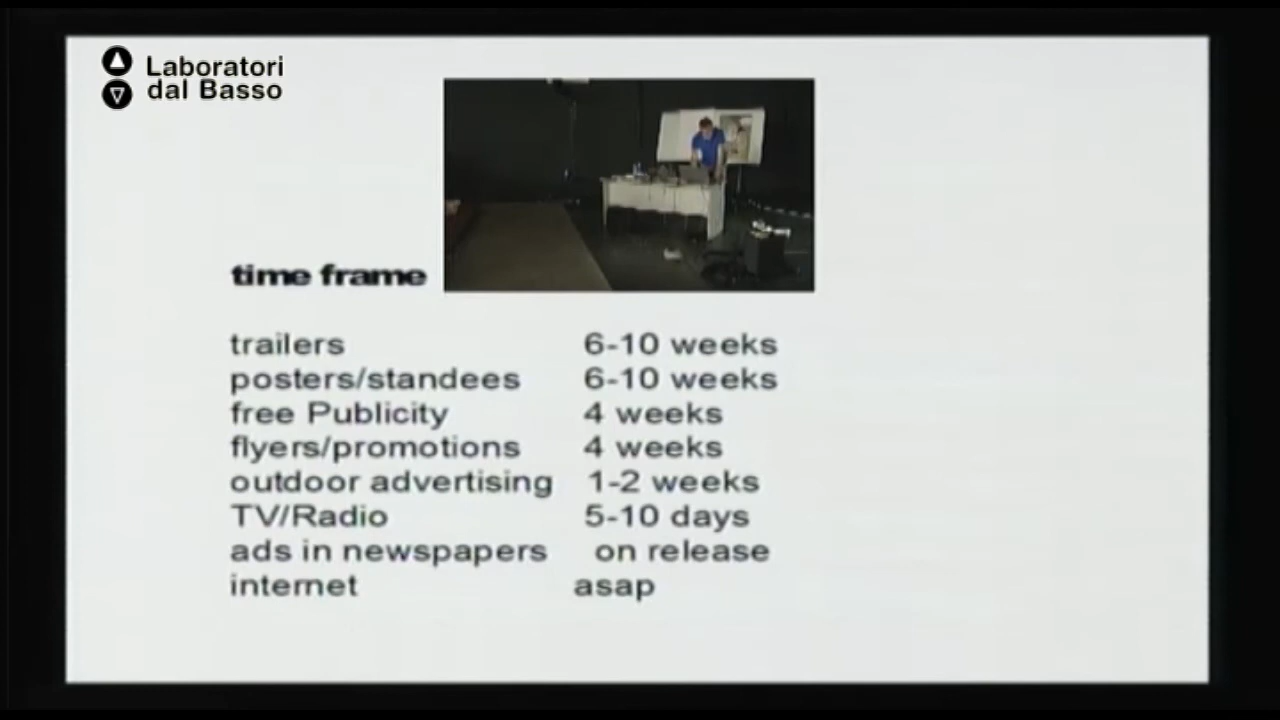 Laboratori
dal Basso
time frame
trailers 6-10 weeks
posters/standees 6-10 weeks
free Publicity 4 weeks
flyers/promotions 4 weeks
outdoor advertising 1-2 weeks
TV/Radio 5-10 days
ads in newspapers on release
internet asap